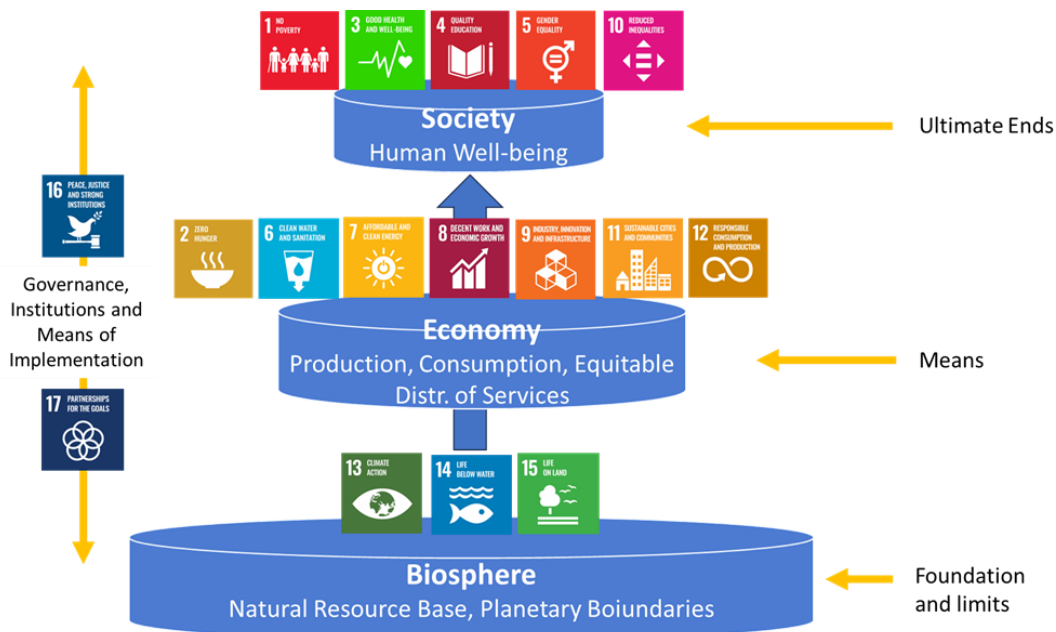 1 NO
POVERTY
3 GOOD HEALTH
AND WELL-BEING
4 QUALITY
EDUCATION
5 GENDER
EQUALITY
10 REDUCED
INEQUALITIES
Society
Human Well-being
Ultimate Ends
16 PEACE, JUSTICE
AND STRONG
INSTITUTIONS
Governance,
Institutions and
Means of
Implementation
17 PARTNERSHIPS
FOR THE GOALS
2 ZERO
HUNGER
6 CLEAN WATER
AND SANITATION
7 AFFORDABLE AND
CLEAN ENERGY
8 DECENT WORK AND
ECONOMIC GROWTH
9 INDUSTRY, INNOVATION
AND INFRASTRUCTURE
11 SUSTAINABLE CITIES
AND COMMUNITIES
12 RESPONSIBLE
CONSUMPTION
AND PRODUCTION
Economy
Production, Consumption, Equitable
Distr. of Services
Means
13 CLIMATE
ACTION
14 LIFE
BELOW WATER
15 LIFE
ON LAND
Biosphere
Natural Resource Base, Planetary Boiundaries
Foundation
and limits